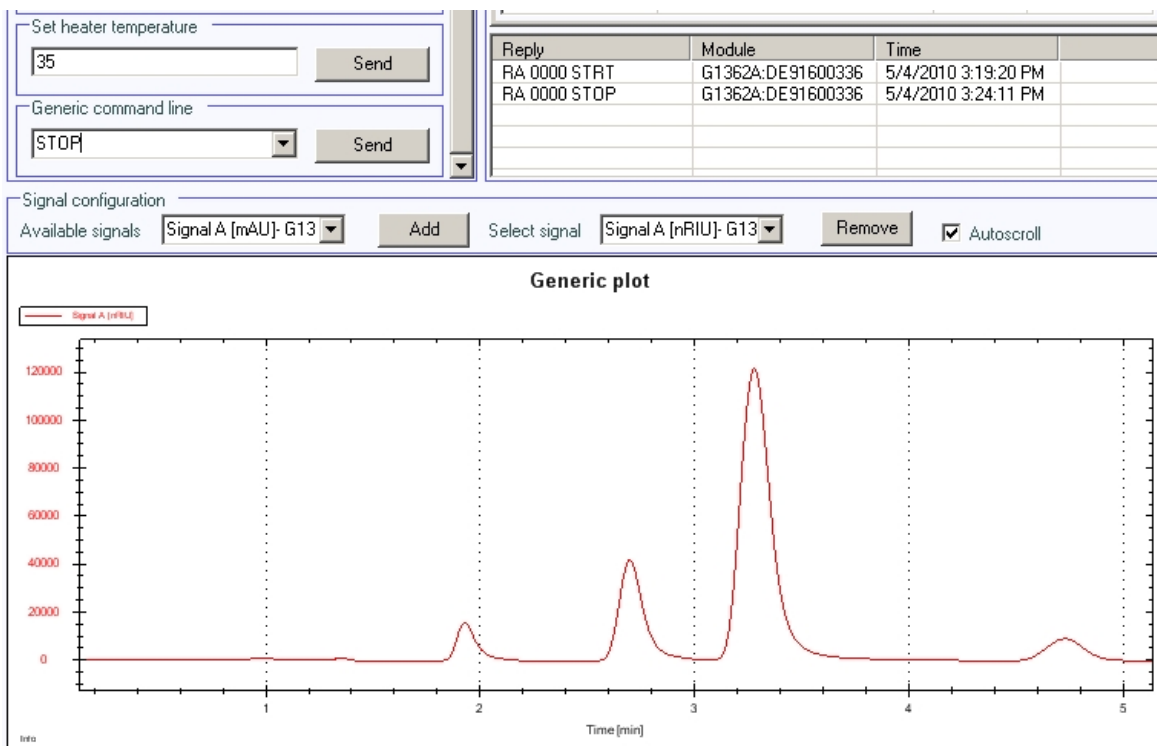 Set heater temperature
35
Send
Generic command line
STOP
Send
Reply Module Time
RA 0000 STRT G1362A:DE91600336 5/4/2010 3:19:20 PM
RA 0000 STOP G1362A:DE91600336 5/4/2010 3:24:11 PM
Signal configuration
Available signals Signal A [mAU]- G13 Add Select signal Signal A [nRIU]- G13 Remove Autoscroll
Generic plot
Signal A [nRIU]
120000
100000
80000
60000
40000
20000
0
1 2 3 4 5
Time [min]
Info